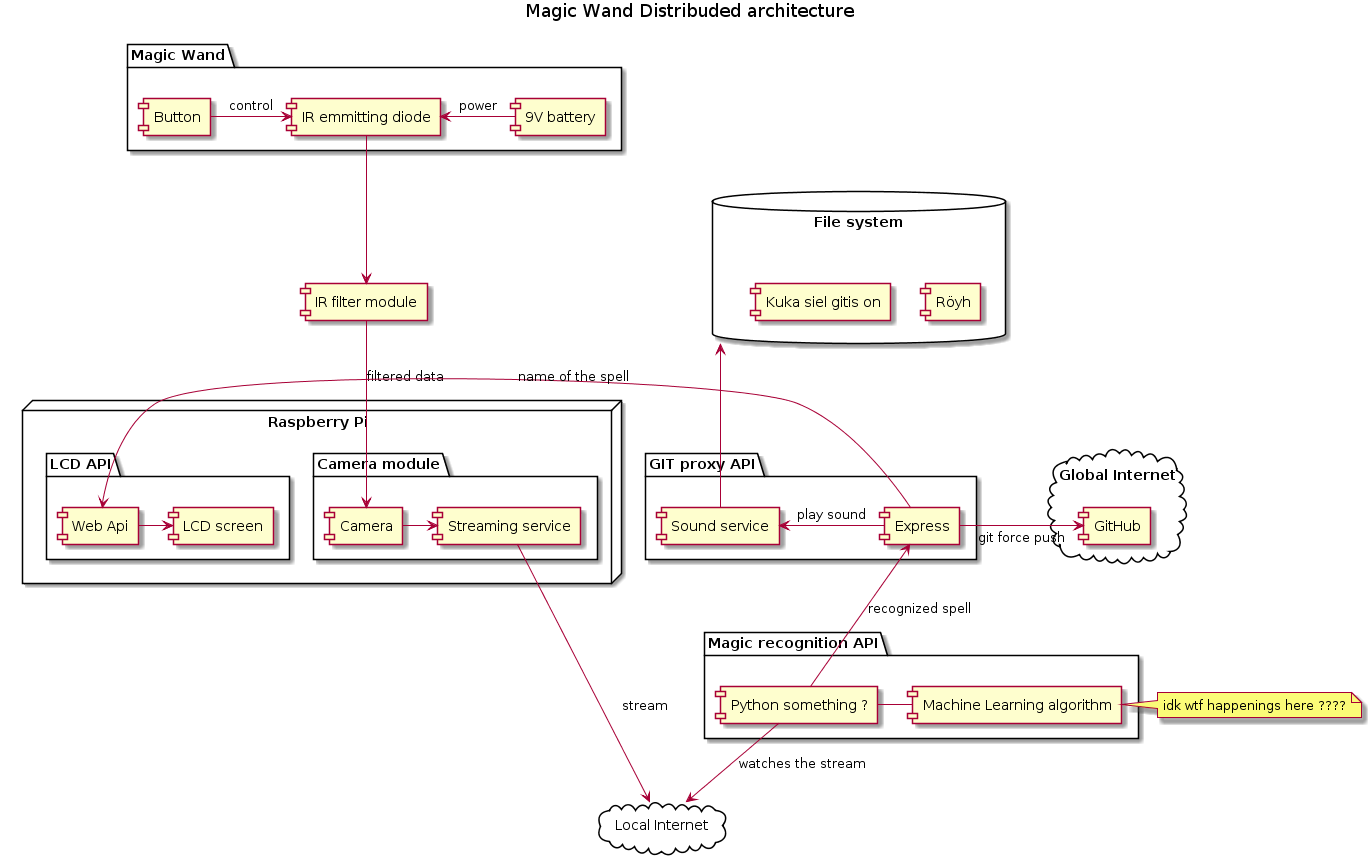 Magic Wand Distribuded architecture
Magic Wand
Button
control
IR emmitting diode
power
9V battery
File system
Kuka siel gitis on
Röyh
IR filter module
filtered data
name of the spell
Raspberry Pi
LCD API
Web Api
LCD screen
Camera module
Camera
Streaming service
GIT proxy API
Sound service
play sound
Express
git force push
Global Internet
GitHub
recognized spell
Magic recognition API
Python something ?
Machine Learning algorithm
idk wtf happenings here ????
stream
watches the stream
Local Internet